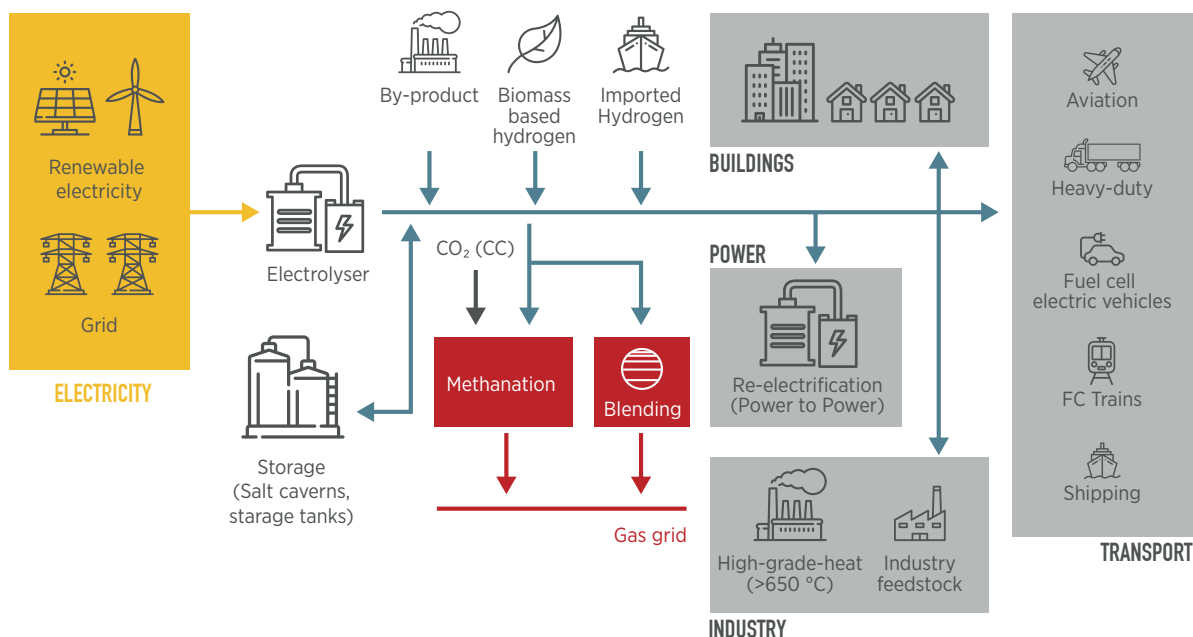 Renewable
electricity
Grid
ELECTRICITY
Electrolyser
Storage
(Salt caverns,
starage tanks)
By-product
Biomass
based
hydrogen
Imported
Hydrogen
CO₂ (CC)
Methanation
Blending
Gas grid
BUILDINGS
POWER
Re-electrification
(Power to Power)
High-grade-heat
(>650 °C)
Industry
feedstock
INDUSTRY
Aviation
Heavy-duty
Fuel cell
electric vehicles
FC Trains
Shipping
TRANSPORT